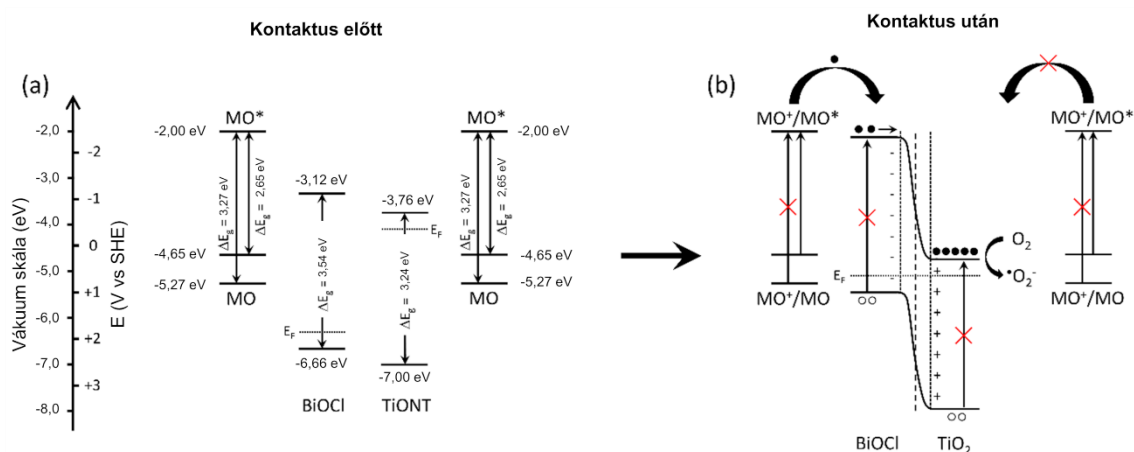 Kontaktus előtt
Kontaktus után
(a)
Vákuum skála (eV)
E (V vs SHE)
-2,0
-3,0
-4,0
-5,0
-6,0
-7,0
-8,0
-2
-1
0
+1
+2
+3
MO*
-2,00 eV
ΔE = 3,27 eV
ΔE = 2,65 eV
-4,65 eV
-5,27 eV
MO
-3,12 eV
ΔEg = 3,54 eV
EF
-6,66 eV
BiOCl
-3,76 eV
EF
ΔEg = 3,24 eV
-7,00 eV
TiONT
MO*
-2,00 eV
ΔE = 3,27 eV
ΔE = 2,65 eV
-4,65 eV
-5,27 eV
MO
(b)
MO⁺/MO*
MO⁺/MO
EF
BiOCl
TiO₂
O₂
•O₂⁻
MO⁺/MO*
MO⁺/MO